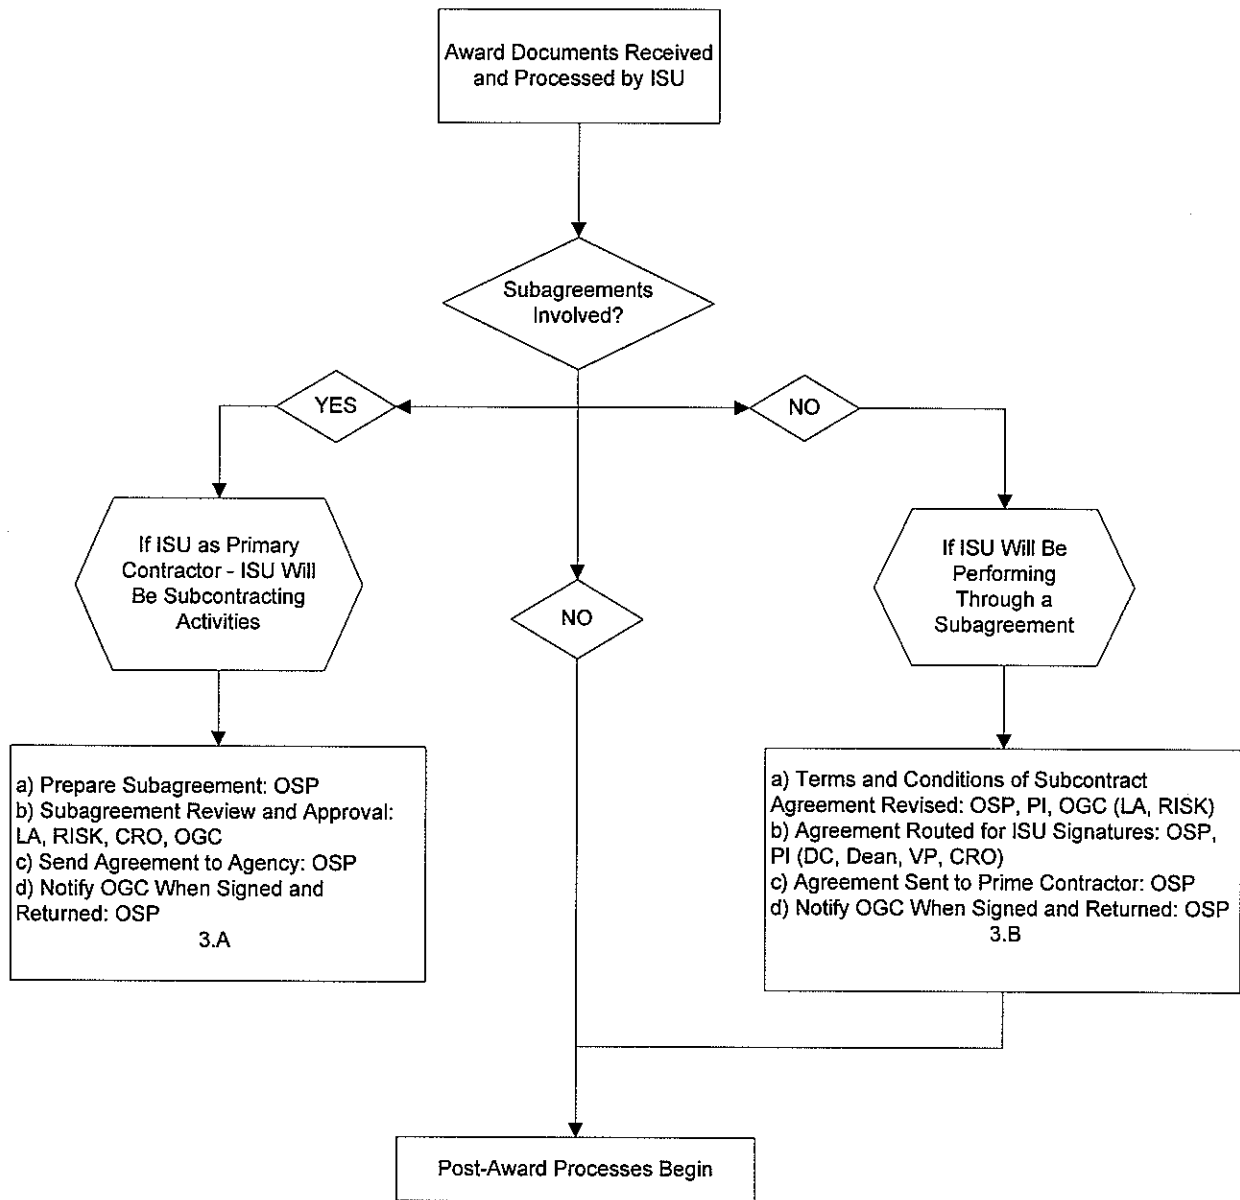 Award Documents Received
and Processed by ISU
Subagreements
Involved?
YES
NO
If ISU as Primary
Contractor - ISU Will
Be Subcontracting
Activities
NO
If ISU Will Be
Performing
Through a
Subagreement
a) Prepare Subagreement: OSP
b) Subagreement Review and Approval:
LA, RISK, CRO, OGC
c) Send Agreement to Agency: OSP
d) Notify OGC When Signed and
Returned: OSP
3.A
a) Terms and Conditions of Subcontract
Agreement Revised: OSP, PI, OGC (LA, RISK)
b) Agreement Routed for ISU Signatures: OSP,
PI (DC, Dean, VP, CRO)
c) Agreement Sent to Prime Contractor: OSP
d) Notify OGC When Signed and Returned: OSP
3.B
Post-Award Processes Begin